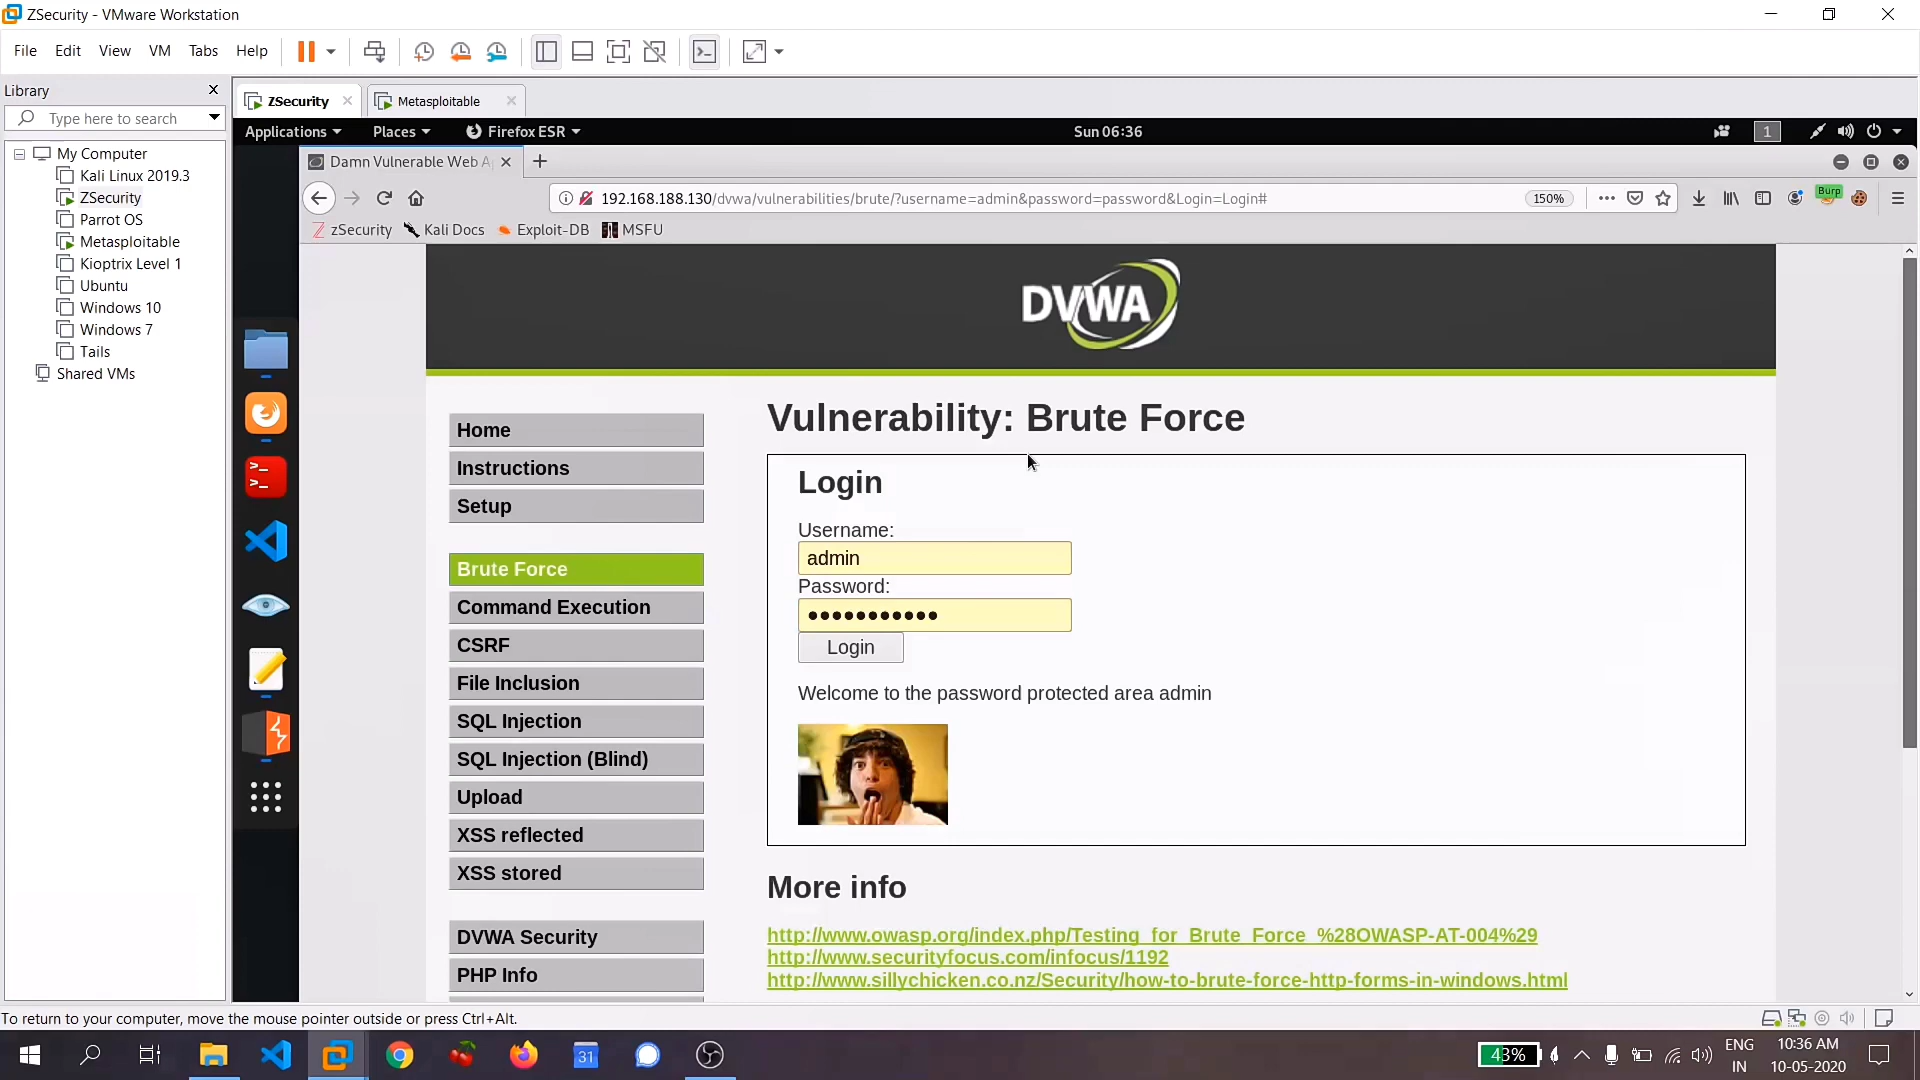 ZSecurity - VMware Workstation
File Edit View VM Tabs Help
Library
Type here to search
My Computer
Kali Linux 2019.3
ZSecurity
Parrot OS
Metasploitable
Kioptrix Level 1
Ubuntu
Windows 10
Windows 7
Tails
Shared VMs
ZSecurity Metasploitable
Applications Places Firefox ESR Sun 06:36 1
Damn Vulnerable Web A
192.168.188.130/dvwa/vulnerabilities/brute/?username=admin&password=password&Login=Login# 150% Burp
zSecurity Kali Docs Exploit-DB MSFU
DVWA
Home
Instructions
Setup
Brute Force
Command Execution
CSRF
File Inclusion
SQL Injection
SQL Injection (Blind)
Upload
XSS reflected
XSS stored
DVWA Security
PHP Info
Vulnerability: Brute Force
Login
Username:
admin
Password:
Login
Welcome to the password protected area admin
More info
http://www.owasp.org/index.php/Testing_for_Brute_Force_%28OWASP-AT-004%29
http://www.securityfocus.com/infocus/1192
http://www.sillychicken.co.nz/Security/how-to-brute-force-http-forms-in-windows.html
To return to your computer, move the mouse pointer outside or press Ctrl+Alt.
31
43%
ENG
IN
10:36 AM
10-05-2020